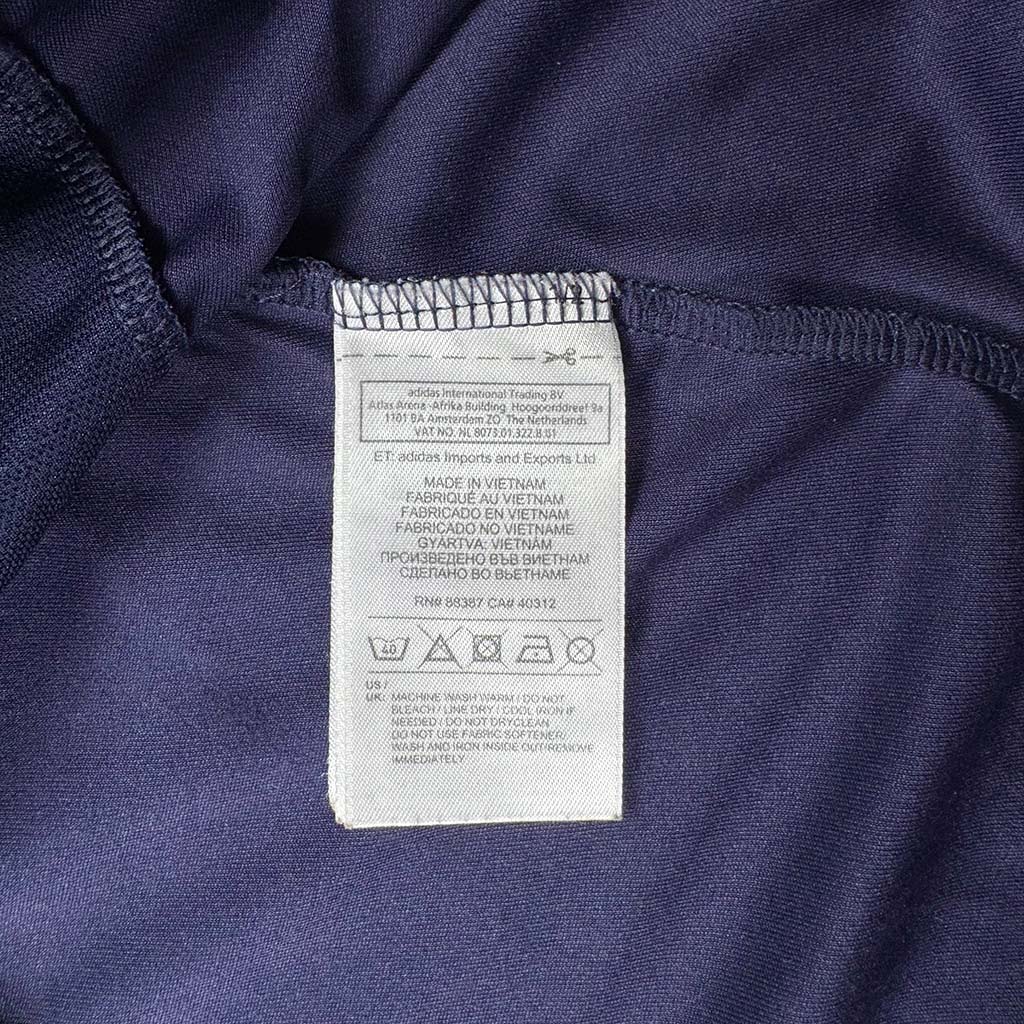 adidas International Trading BV
Atlas Arena -Afrika Building Hoogoorddreef 9a
1101 BA Amsterdam ZO The Netherlands
VAT NO. NL 8073.01.322.B.01
ET: adidas Imports and Exports Ltd
MADE IN VIETNAM
FABRIQUÉ AU VIETNAM
FABRICADO EN VIETNAM
FABRICADO NO VIETNAME
GYÁRTVA: VIETNÁM
ПРОИЗВЕДЕНО ВЪВ ВИЕТНАМ
СДЕЛАНО ВО ВЬЕТНАМЕ
RN# 88387 CA# 40312
40
US /
UK: MACHINE WASH WARM / DO NOT
BLEACH / LINE DRY / COOL IRON IF
NEEDED / DO NOT DRYCLEAN
DO NOT USE FABRIC SOFTENER,
WASH AND IRON INSIDE OUT/REMOVE
IMMEDIATELY